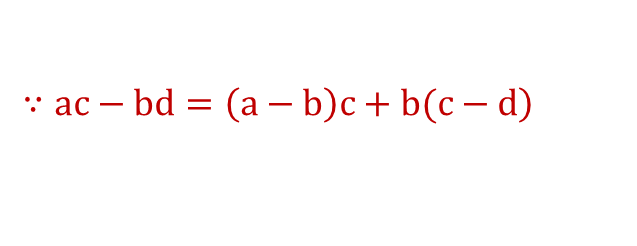 ∵ ac − bd = (a − b)c + b(c − d)